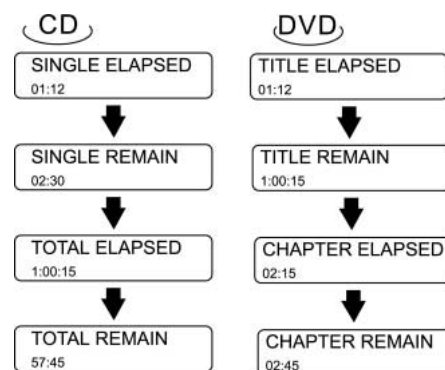 CD
SINGLE ELAPSED
01:12
SINGLE REMAIN
02:30
TOTAL ELAPSED
1:00:15
TOTAL REMAIN
57:45
DVD
TITLE ELAPSED
01:12
TITLE REMAIN
1:00:15
CHAPTER ELAPSED
02:15
CHAPTER REMAIN
02:45